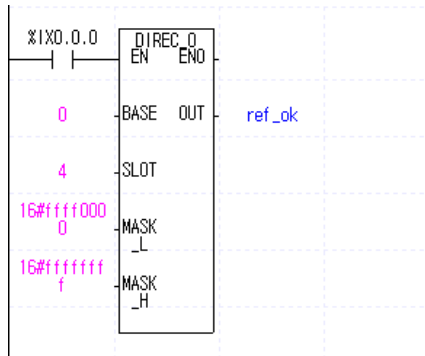 %IX0.0.0
DIREC_O
EN ENO
0
BASE OUT
ref_ok
4
SLOT
16#ffff000
0
MASK
_L
16#fffffff
f
MASK
_H